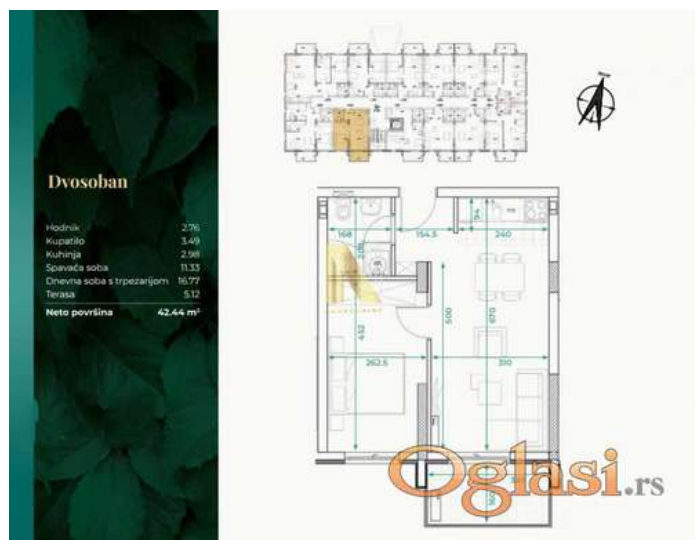 Dvosoban
Hodnik 2.76
Kupatilo 3.49
Kuhinja 2.98
Spavaća soba 11.33
Dnevna soba s trpezarijom 16.77
Terasa 5.12
Neto površina 42.44 m²
168
154.5
94
240
432
500
670
262.5
310
Oglasi.rs